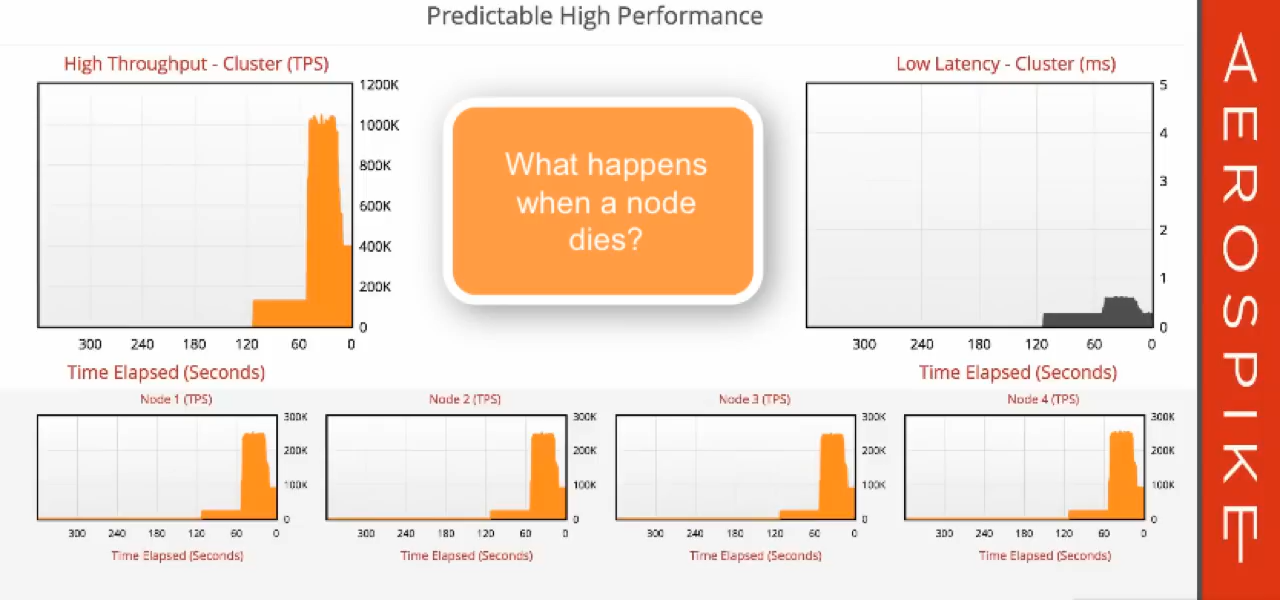 Predictable High Performance
High Throughput - Cluster (TPS)
1200K
1000K
800K
600K
400K
200K
0
300 240 180 120 60 0
Time Elapsed (Seconds)
What happens
when a node
dies?
Low Latency - Cluster (ms)
5
4
3
2
1
0
300 240 180 120 60 0
Time Elapsed (Seconds)
Node 1 (TPS)
300K
200K
100K
0
300 240 180 120 60 0
Time Elapsed (Seconds)
Node 2 (TPS)
300K
200K
100K
0
300 240 180 120 60 0
Time Elapsed (Seconds)
Node 3 (TPS)
300K
200K
100K
0
300 240 180 120 60 0
Time Elapsed (Seconds)
Node 4 (TPS)
300K
200K
100K
0
300 240 180 120 60 0
Time Elapsed (Seconds)
AEROSPIKE